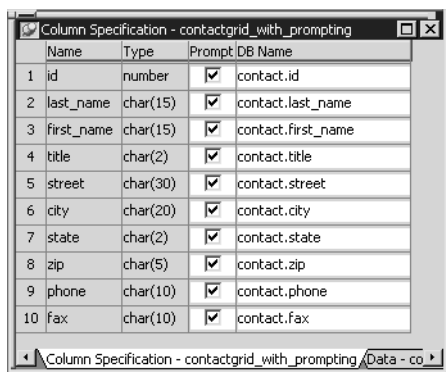 Column Specification - contactgrid_with_prompting
Name Type Prompt DB Name
1 id number contact.id
2 last_name char(15) contact.last_name
3 first_name char(15) contact.first_name
4 title char(2) contact.title
5 street char(30) contact.street
6 city char(20) contact.city
7 state char(2) contact.state
8 zip char(5) contact.zip
9 phone char(10) contact.phone
10 fax char(10) contact.fax
Column Specification - contactgrid_with_prompting Data - co